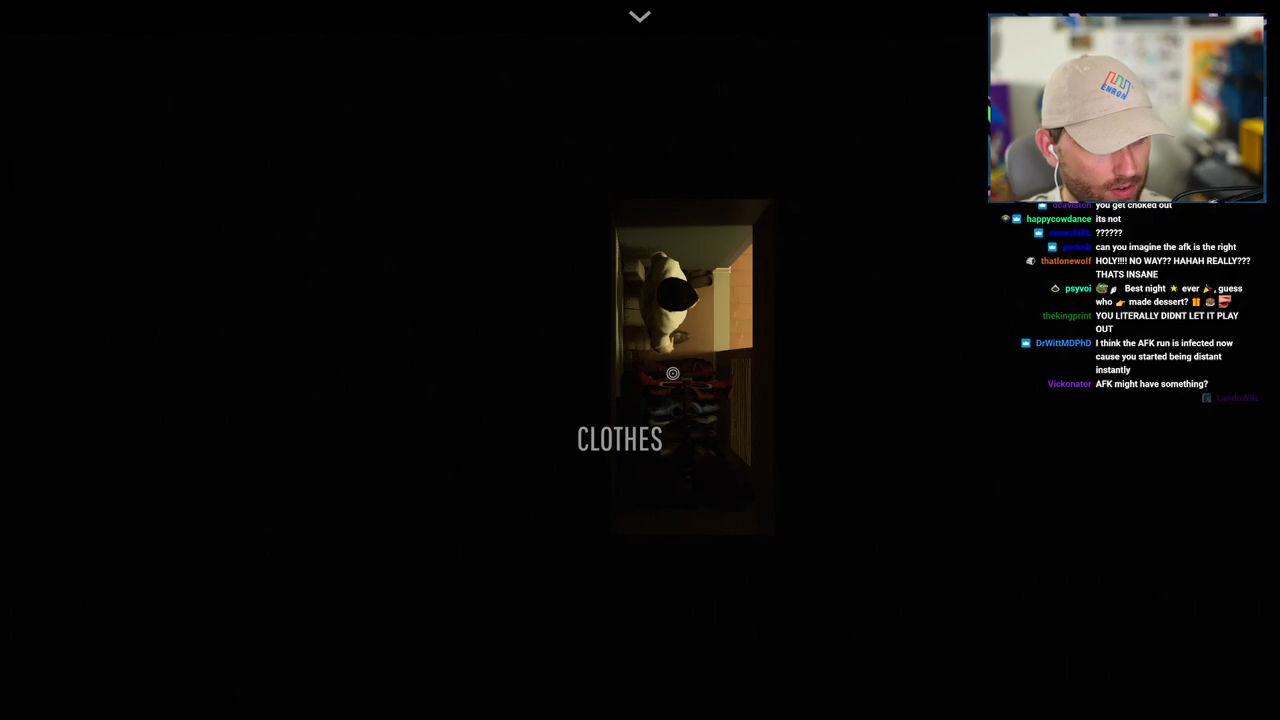 ENRON
you get choked out
happycowdance its not
??????
can you imagine the afk is the right
thatlonewolf HOLY!!!! NO WAY?? HAHAH REALLY???
THATS INSANE
psyvoi Best night ever , guess
who made dessert?
thekingprint YOU LITERALLY DIDNT LET IT PLAY
OUT
DrWittMDPhD I think the AFK run is infected now
cause you started being distant
instantly
Vickonator AFK might have something?
CLOTHES